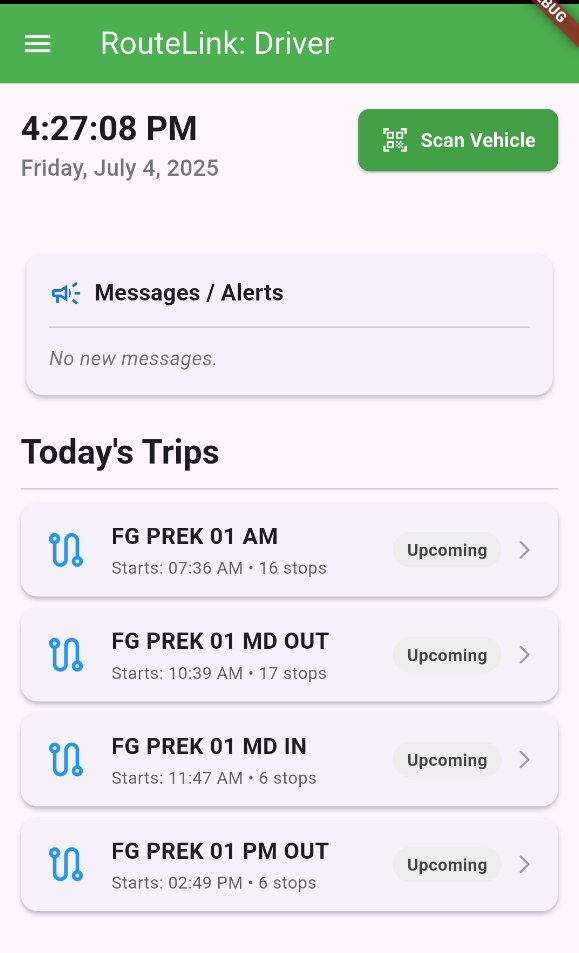 RouteLink: Driver
4:27:08 PM
Friday, July 4, 2025
Scan Vehicle
Messages / Alerts
No new messages.
Today's Trips
FG PREK 01 AM
Starts: 07:36 AM • 16 stops
Upcoming
FG PREK 01 MD OUT
Starts: 10:39 AM • 17 stops
Upcoming
FG PREK 01 MD IN
Starts: 11:47 AM • 6 stops
Upcoming
FG PREK 01 PM OUT
Starts: 02:49 PM • 6 stops
Upcoming